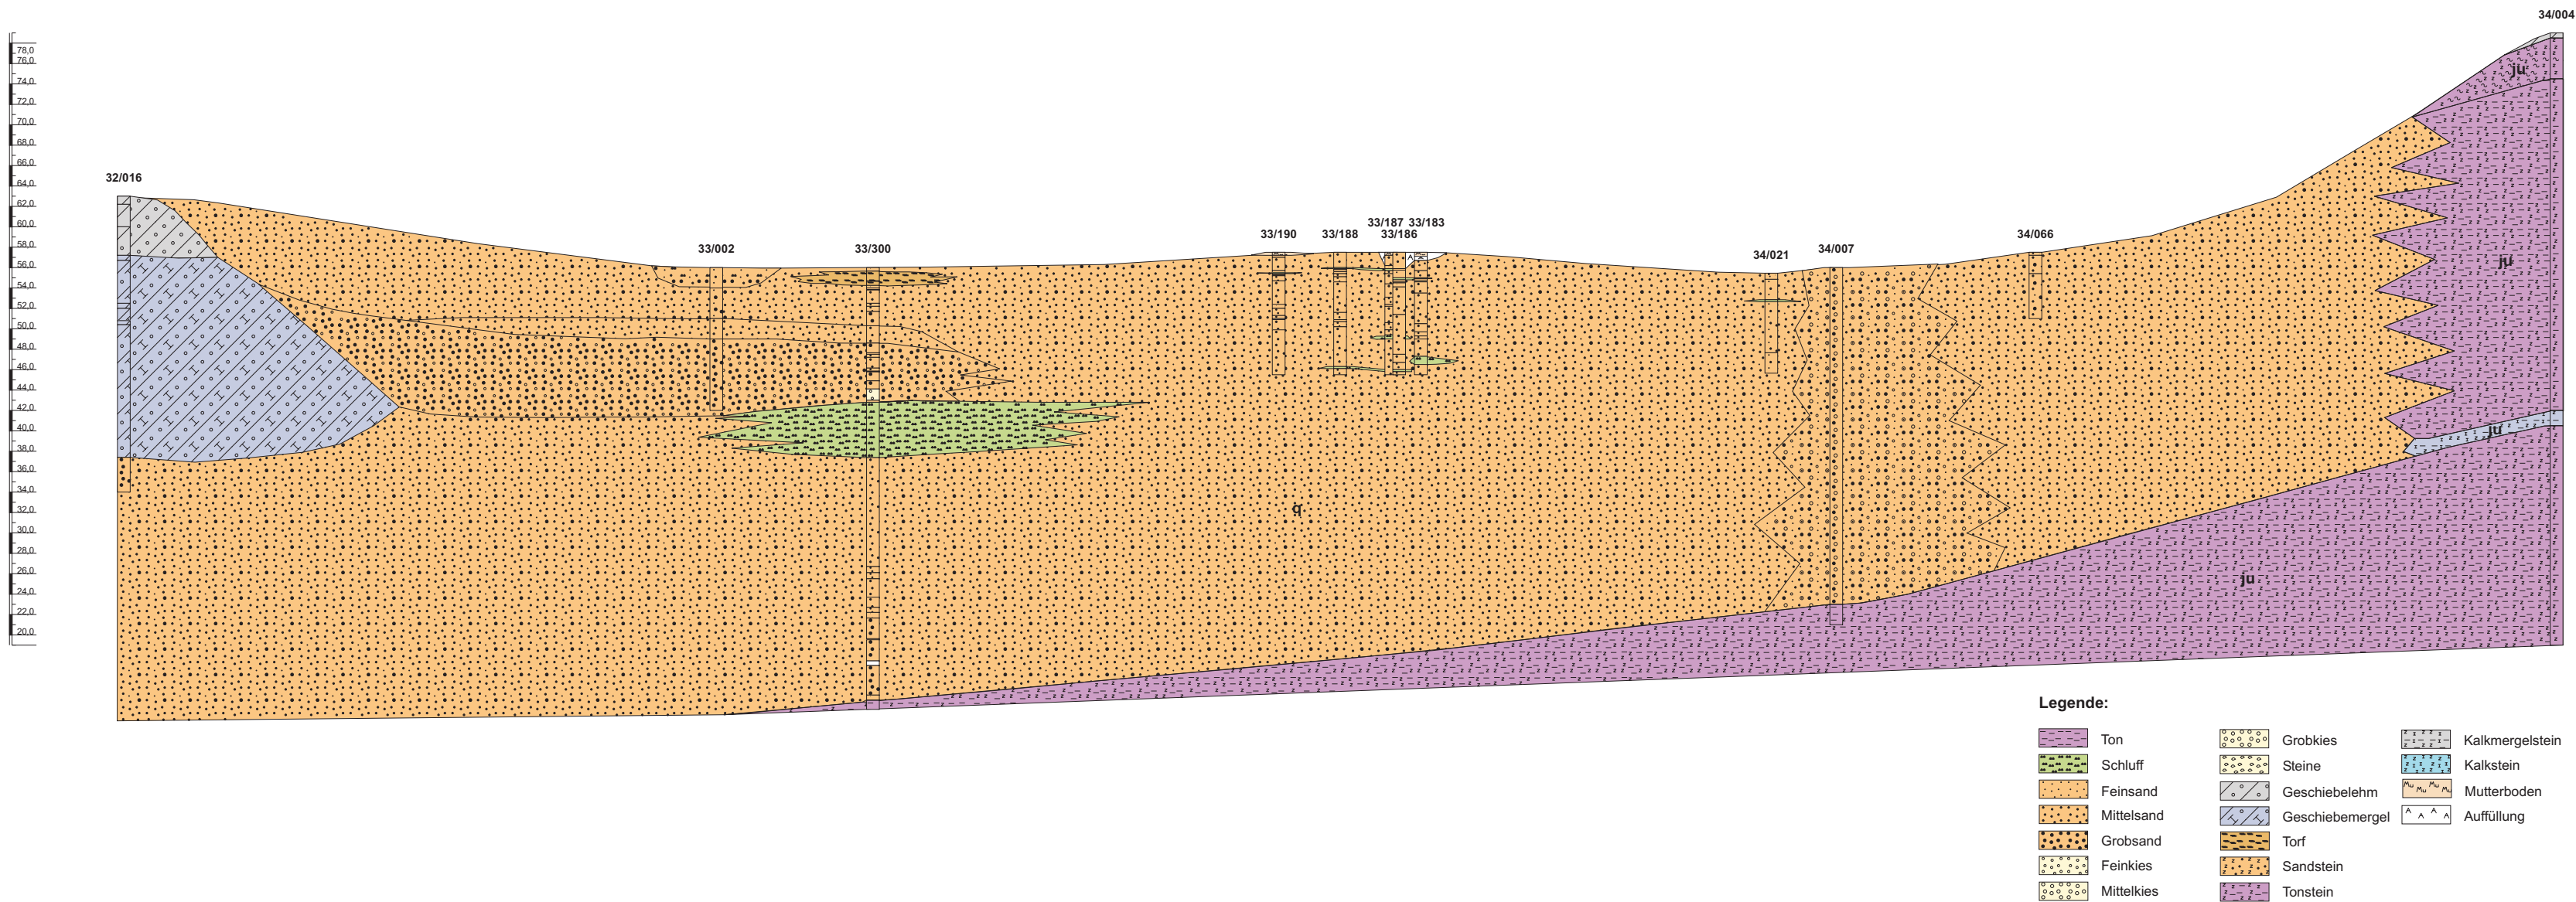 34/004
78,0
76,0
74,0
72,0
70,0
68,0
66,0
64,0
62,0
60,0
58,0
56,0
54,0
52,0
50,0
48,0
46,0
44,0
42,0
40,0
38,0
36,0
34,0
32,0
30,0
28,0
26,0
24,0
22,0
20,0
32/016
33/002
33/300
33/190
33/188
33/187
33/183
33/186
34/021
34/007
34/066
ju
ju
ju
q
ju
Legende:
Ton
Schluff
Feinsand
Mittelsand
Grobsand
Feinkies
Mittelkies
Grobkies
Steine
Geschiebelehm
Geschiebemergel
Torf
Sandstein
Tonstein
Kalkmergelstein
Kalkstein
Mutterboden
Auffüllung